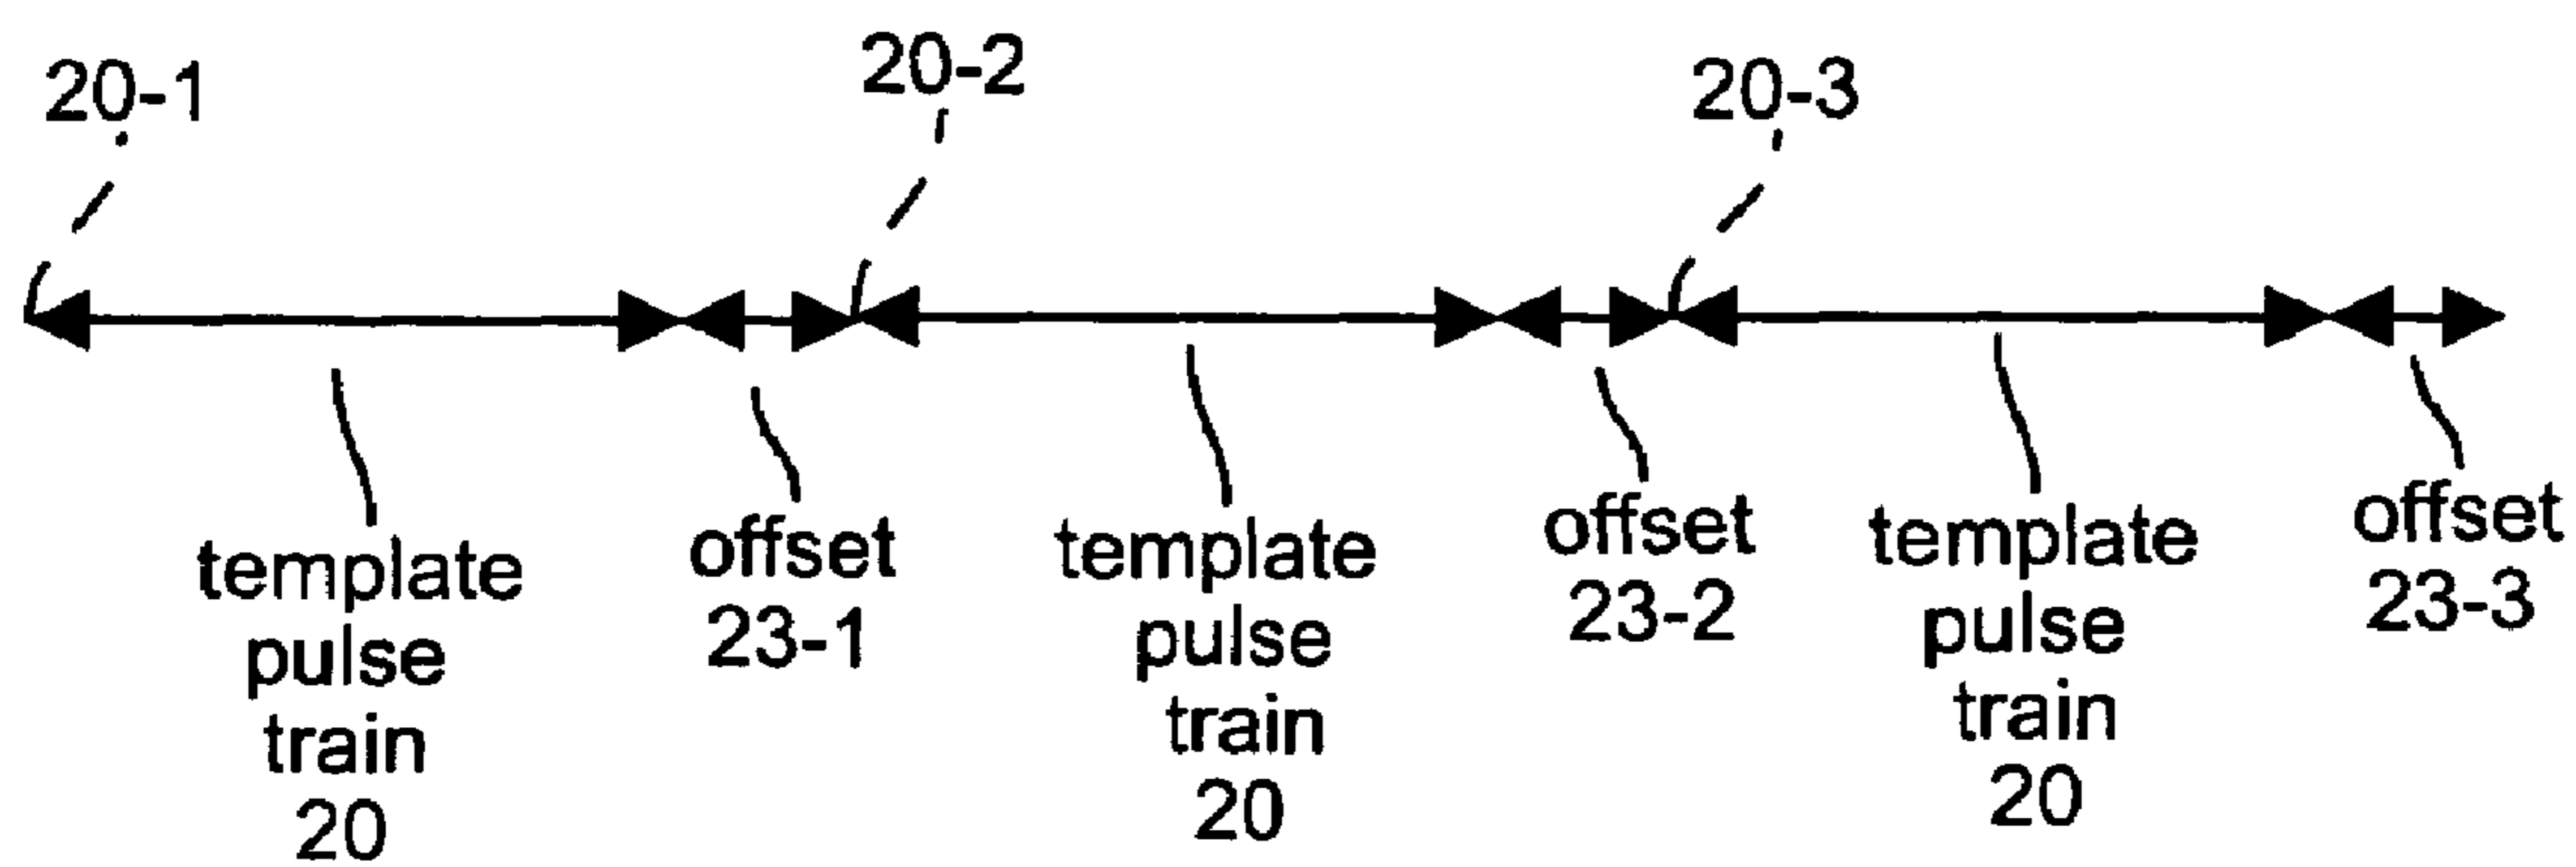 20-1
20-2
20-3
template
pulse
train
20
offset
23-1
template
pulse
train
20
offset
23-2
template
pulse
train
20
offset
23-3